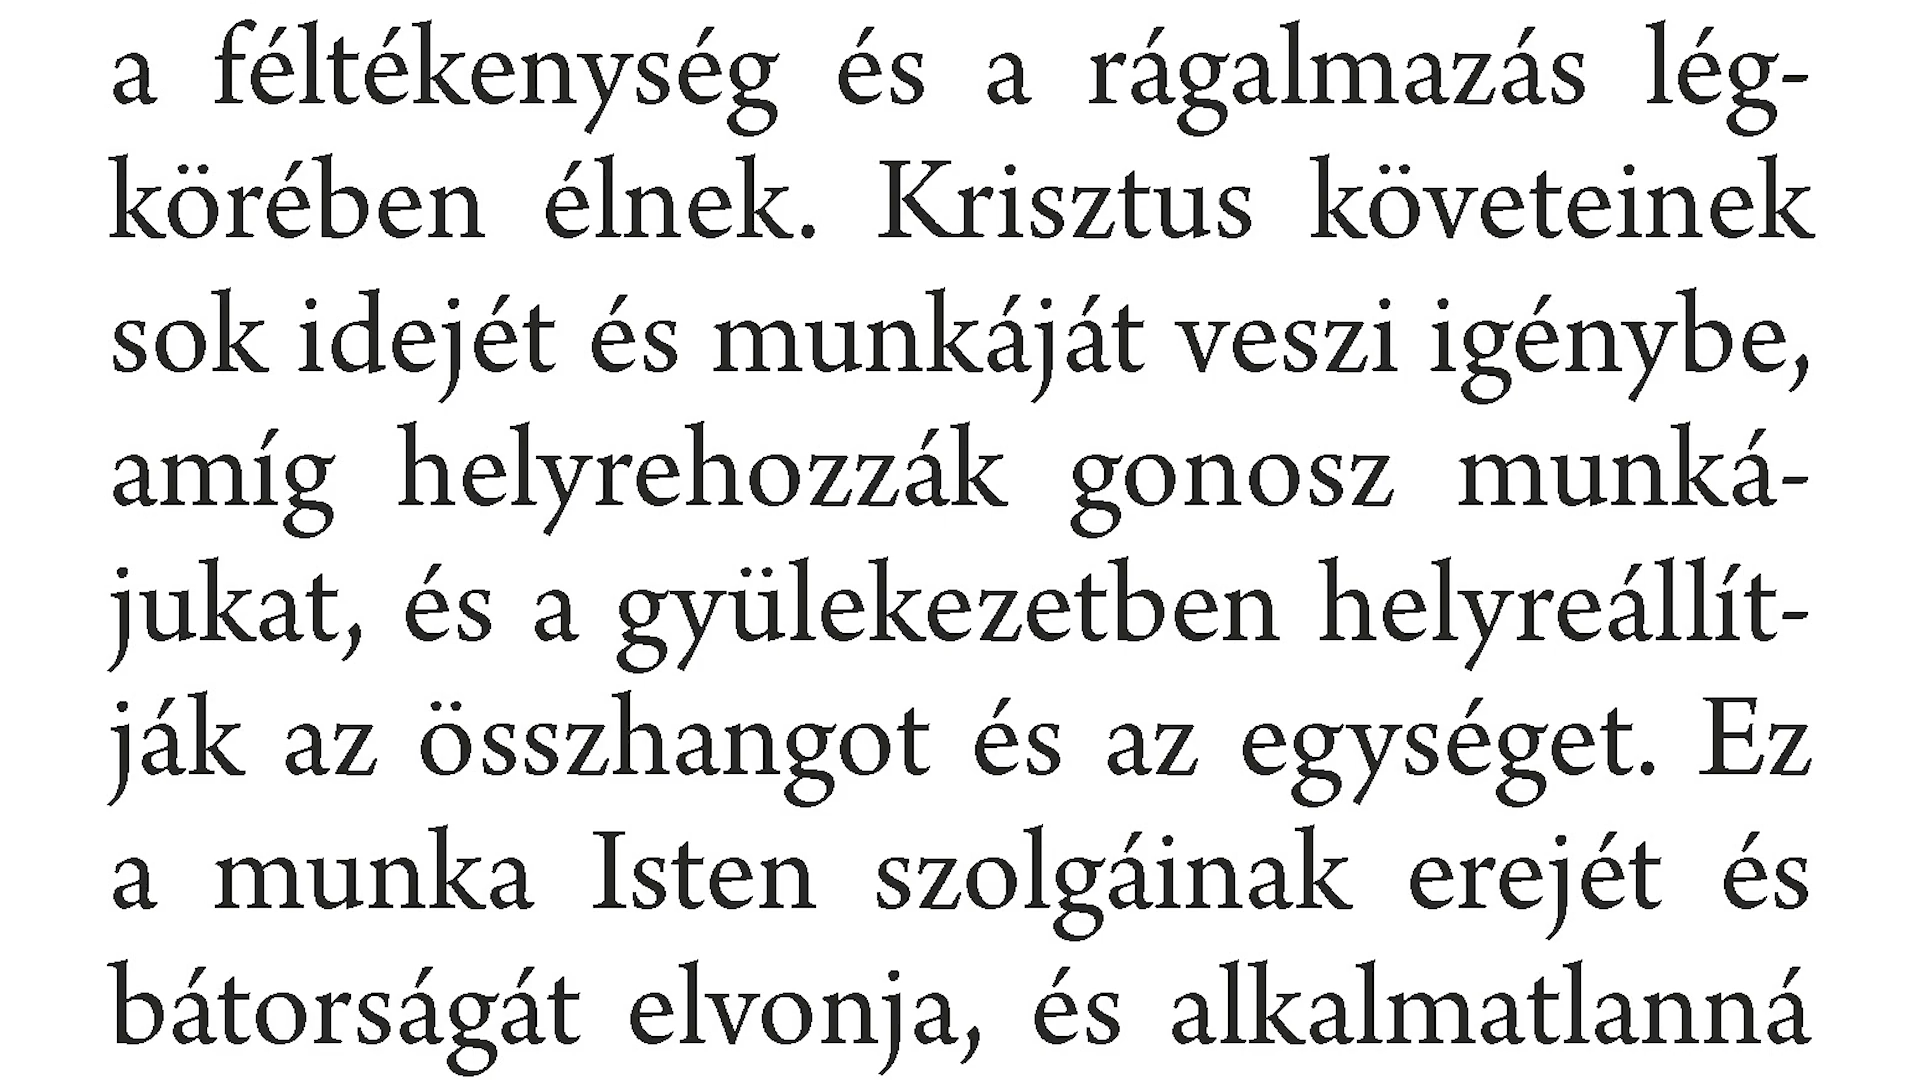 a féltékenység és a rágalmazás lég-
körében élnek. Krisztus követeinek
sok idejét és munkáját veszi igénybe,
amíg helyrehozzák gonosz munká-
jukat, és a gyülekezetben helyreállít-
ják az összhangot és az egységet. Ez
a munka Isten szolgáinak erejét és
bátorságát elvonja, és alkalmatlanná